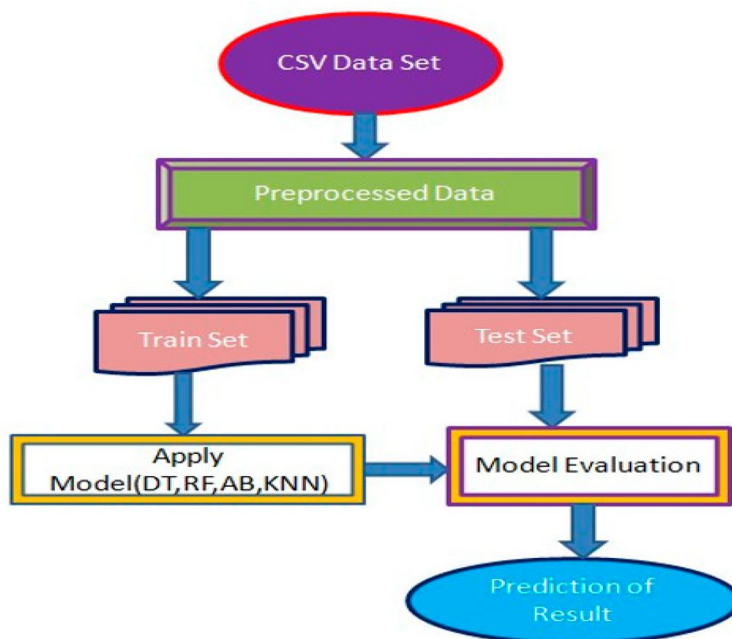 CSV Data Set
Preprocessed Data
Train Set
Test Set
Apply
Model(DT,RF,AB,KNN)
Model Evaluation
Prediction of
Result